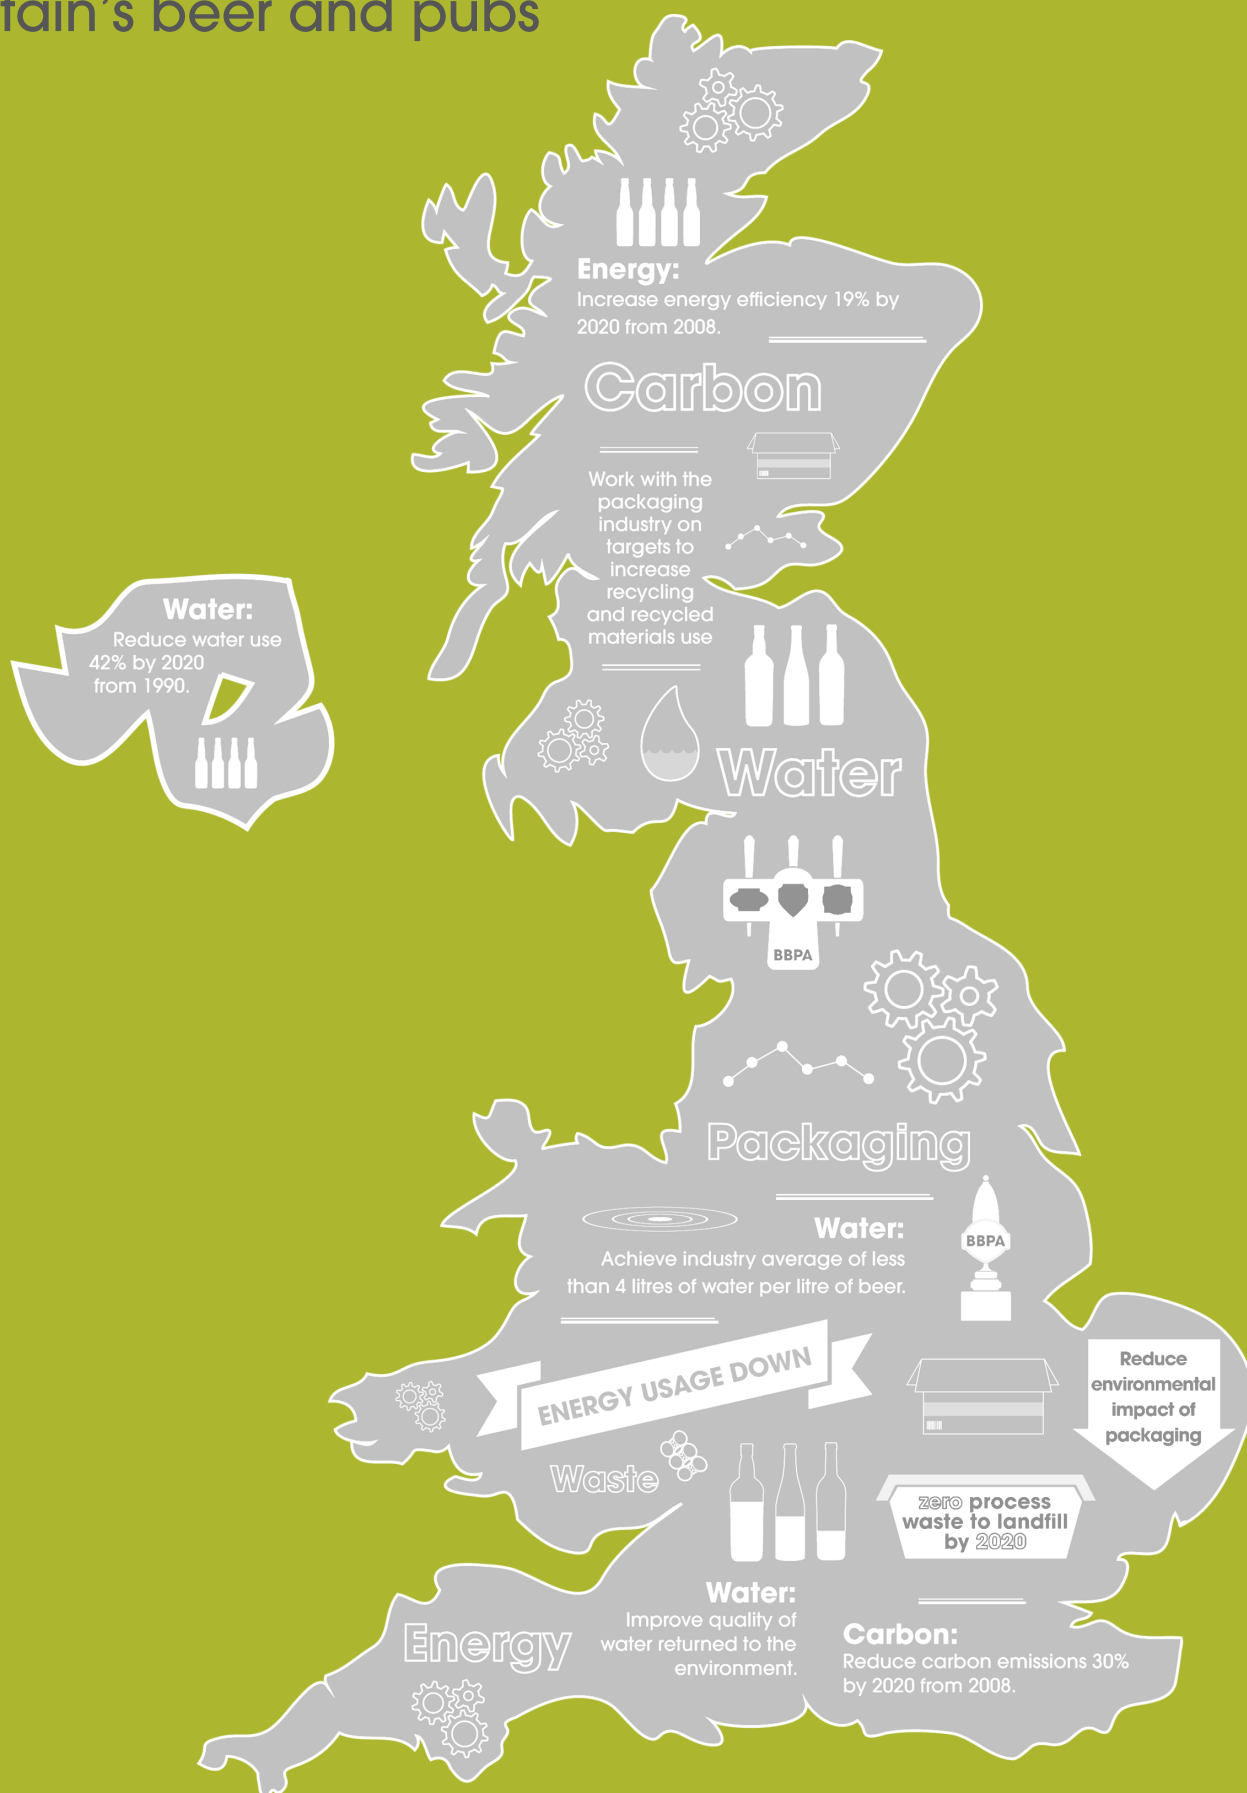 tain's beer and pubs
Energy:
Increase energy efficiency 19% by
2020 from 2008.
Carbon
Work with the
packaging
industry on
targets to
increase
recycling
and recycled
materials use
Water:
Reduce water use
42% by 2020
from 1990.
Water
BBPA
Packaging
Water:
Achieve industry average of less
than 4 litres of water per litre of beer.
BBPA
ENERGY USAGE DOWN
Reduce
environmental
impact of
packaging
Waste
zero process
waste to landfill
by 2020
Water:
Improve quality of
water returned to the
environment.
Energy
Carbon:
Reduce carbon emissions 30%
by 2020 from 2008.